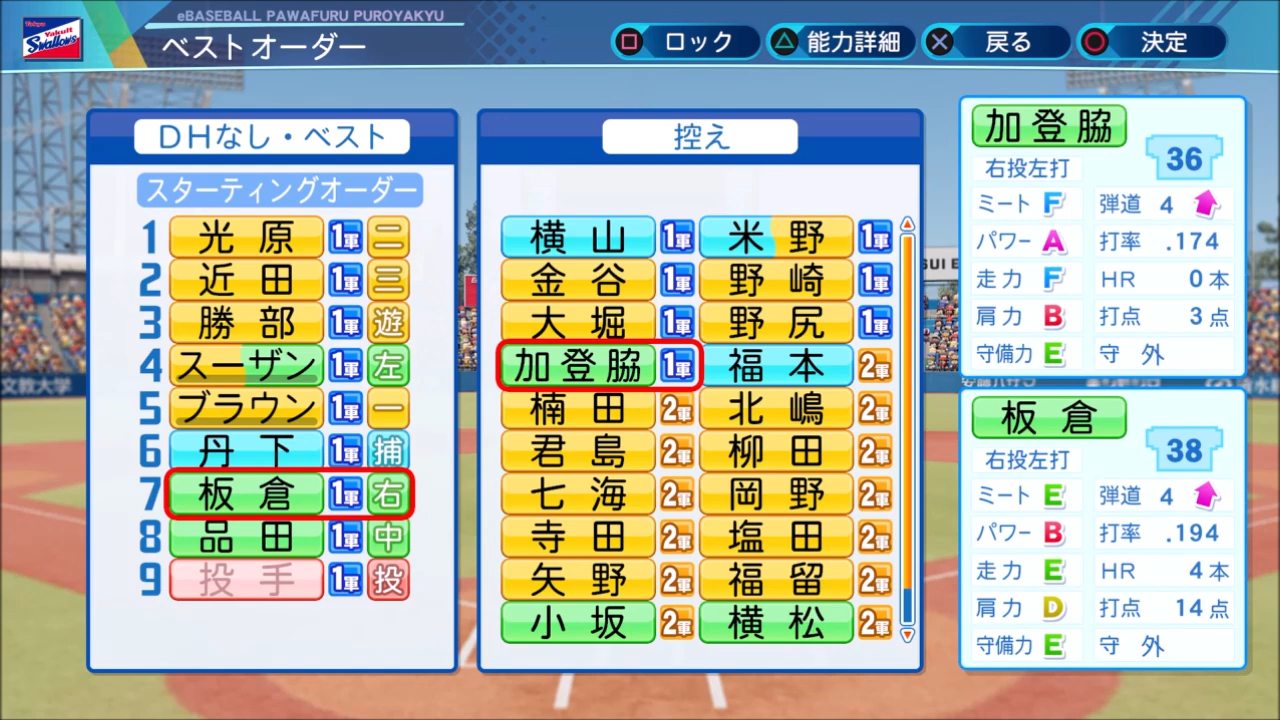 Tokyo Yakult Swallows
eBASEBALL PAWAFURU PUROYAKYU
ベストオーダー
ロック 能力詳細 戻る 決定
DHなし・ベスト
スターティングオーダー
1 光原 1軍 二
2 近田 1軍 三
3 勝部 1軍 遊
4 スーザン 1軍 左
5 ブラウン 1軍 一
6 丹下 1軍 捕
7 板倉 1軍 右
8 品田 1軍 中
9 投手 1軍 投
控え
横山 1軍 米野 1軍
金谷 1軍 野崎 1軍
大堀 1軍 野尻 1軍
加登脇 1軍 福本 2軍
楠田 2軍 北嶋 2軍
君島 2軍 柳田 2軍
七海 2軍 岡野 2軍
寺田 2軍 塩田 2軍
矢野 2軍 福留 2軍
小坂 2軍 横松 2軍
加登脇 36
右投左打
ミート F 弾道 4
パワー A 打率 .174
走力 F HR 0本
肩力 B 打点 3点
守備力 E 守 外
板倉 38
右投左打
ミート E 弾道 4
パワー B 打率 .194
走力 E HR 4本
肩力 D 打点 14点
守備力 E 守 外
文教大学
SUI E